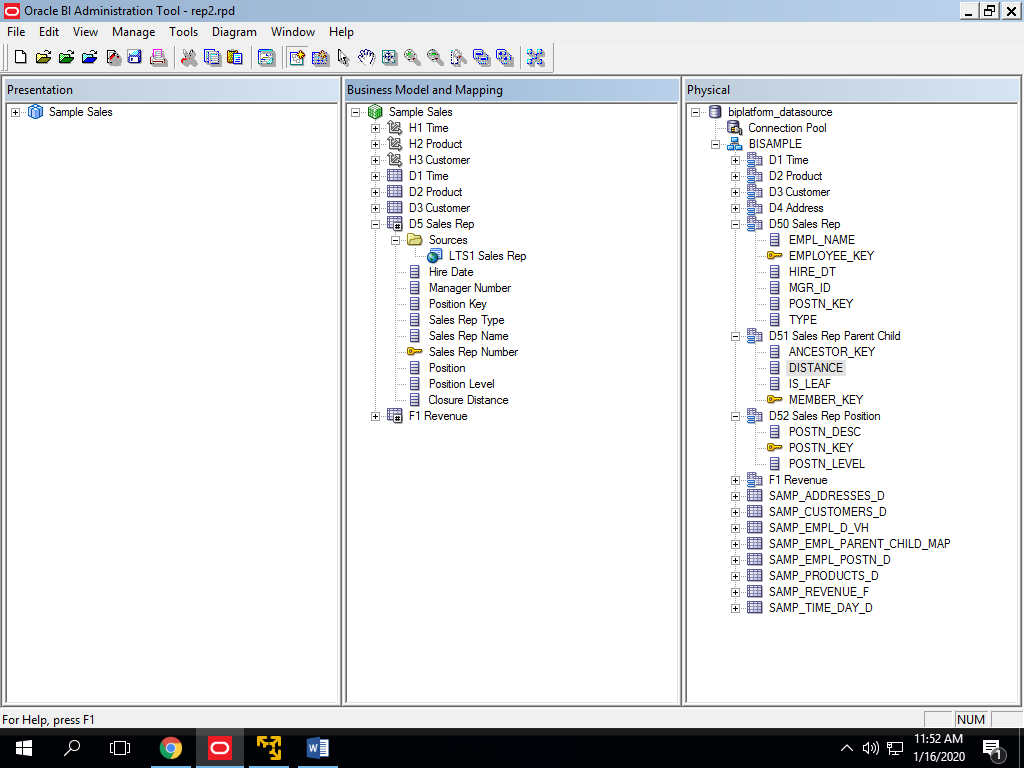 Oracle BI Administration Tool - rep2.rpd
File Edit View Manage Tools Diagram Window Help
Presentation
Sample Sales
Business Model and Mapping
Sample Sales
H1 Time
H2 Product
H3 Customer
D1 Time
D2 Product
D3 Customer
D5 Sales Rep
Sources
LTS1 Sales Rep
Hire Date
Manager Number
Position Key
Sales Rep Type
Sales Rep Name
Sales Rep Number
Position
Position Level
Closure Distance
F1 Revenue
Physical
biplatform_datasource
Connection Pool
BISAMPLE
D1 Time
D2 Product
D3 Customer
D4 Address
D50 Sales Rep
EMPL_NAME
EMPLOYEE_KEY
HIRE_DT
MGR_ID
POSTN_KEY
TYPE
D51 Sales Rep Parent Child
ANCESTOR_KEY
DISTANCE
IS_LEAF
MEMBER_KEY
D52 Sales Rep Position
POSTN_DESC
POSTN_KEY
POSTN_LEVEL
F1 Revenue
SAMP_ADDRESSES_D
SAMP_CUSTOMERS_D
SAMP_EMPL_D_VH
SAMP_EMPL_PARENT_CHILD_MAP
SAMP_EMPL_POSTN_D
SAMP_PRODUCTS_D
SAMP_REVENUE_F
SAMP_TIME_DAY_D
For Help, press F1
NUM
11:52 AM
1/16/2020
1